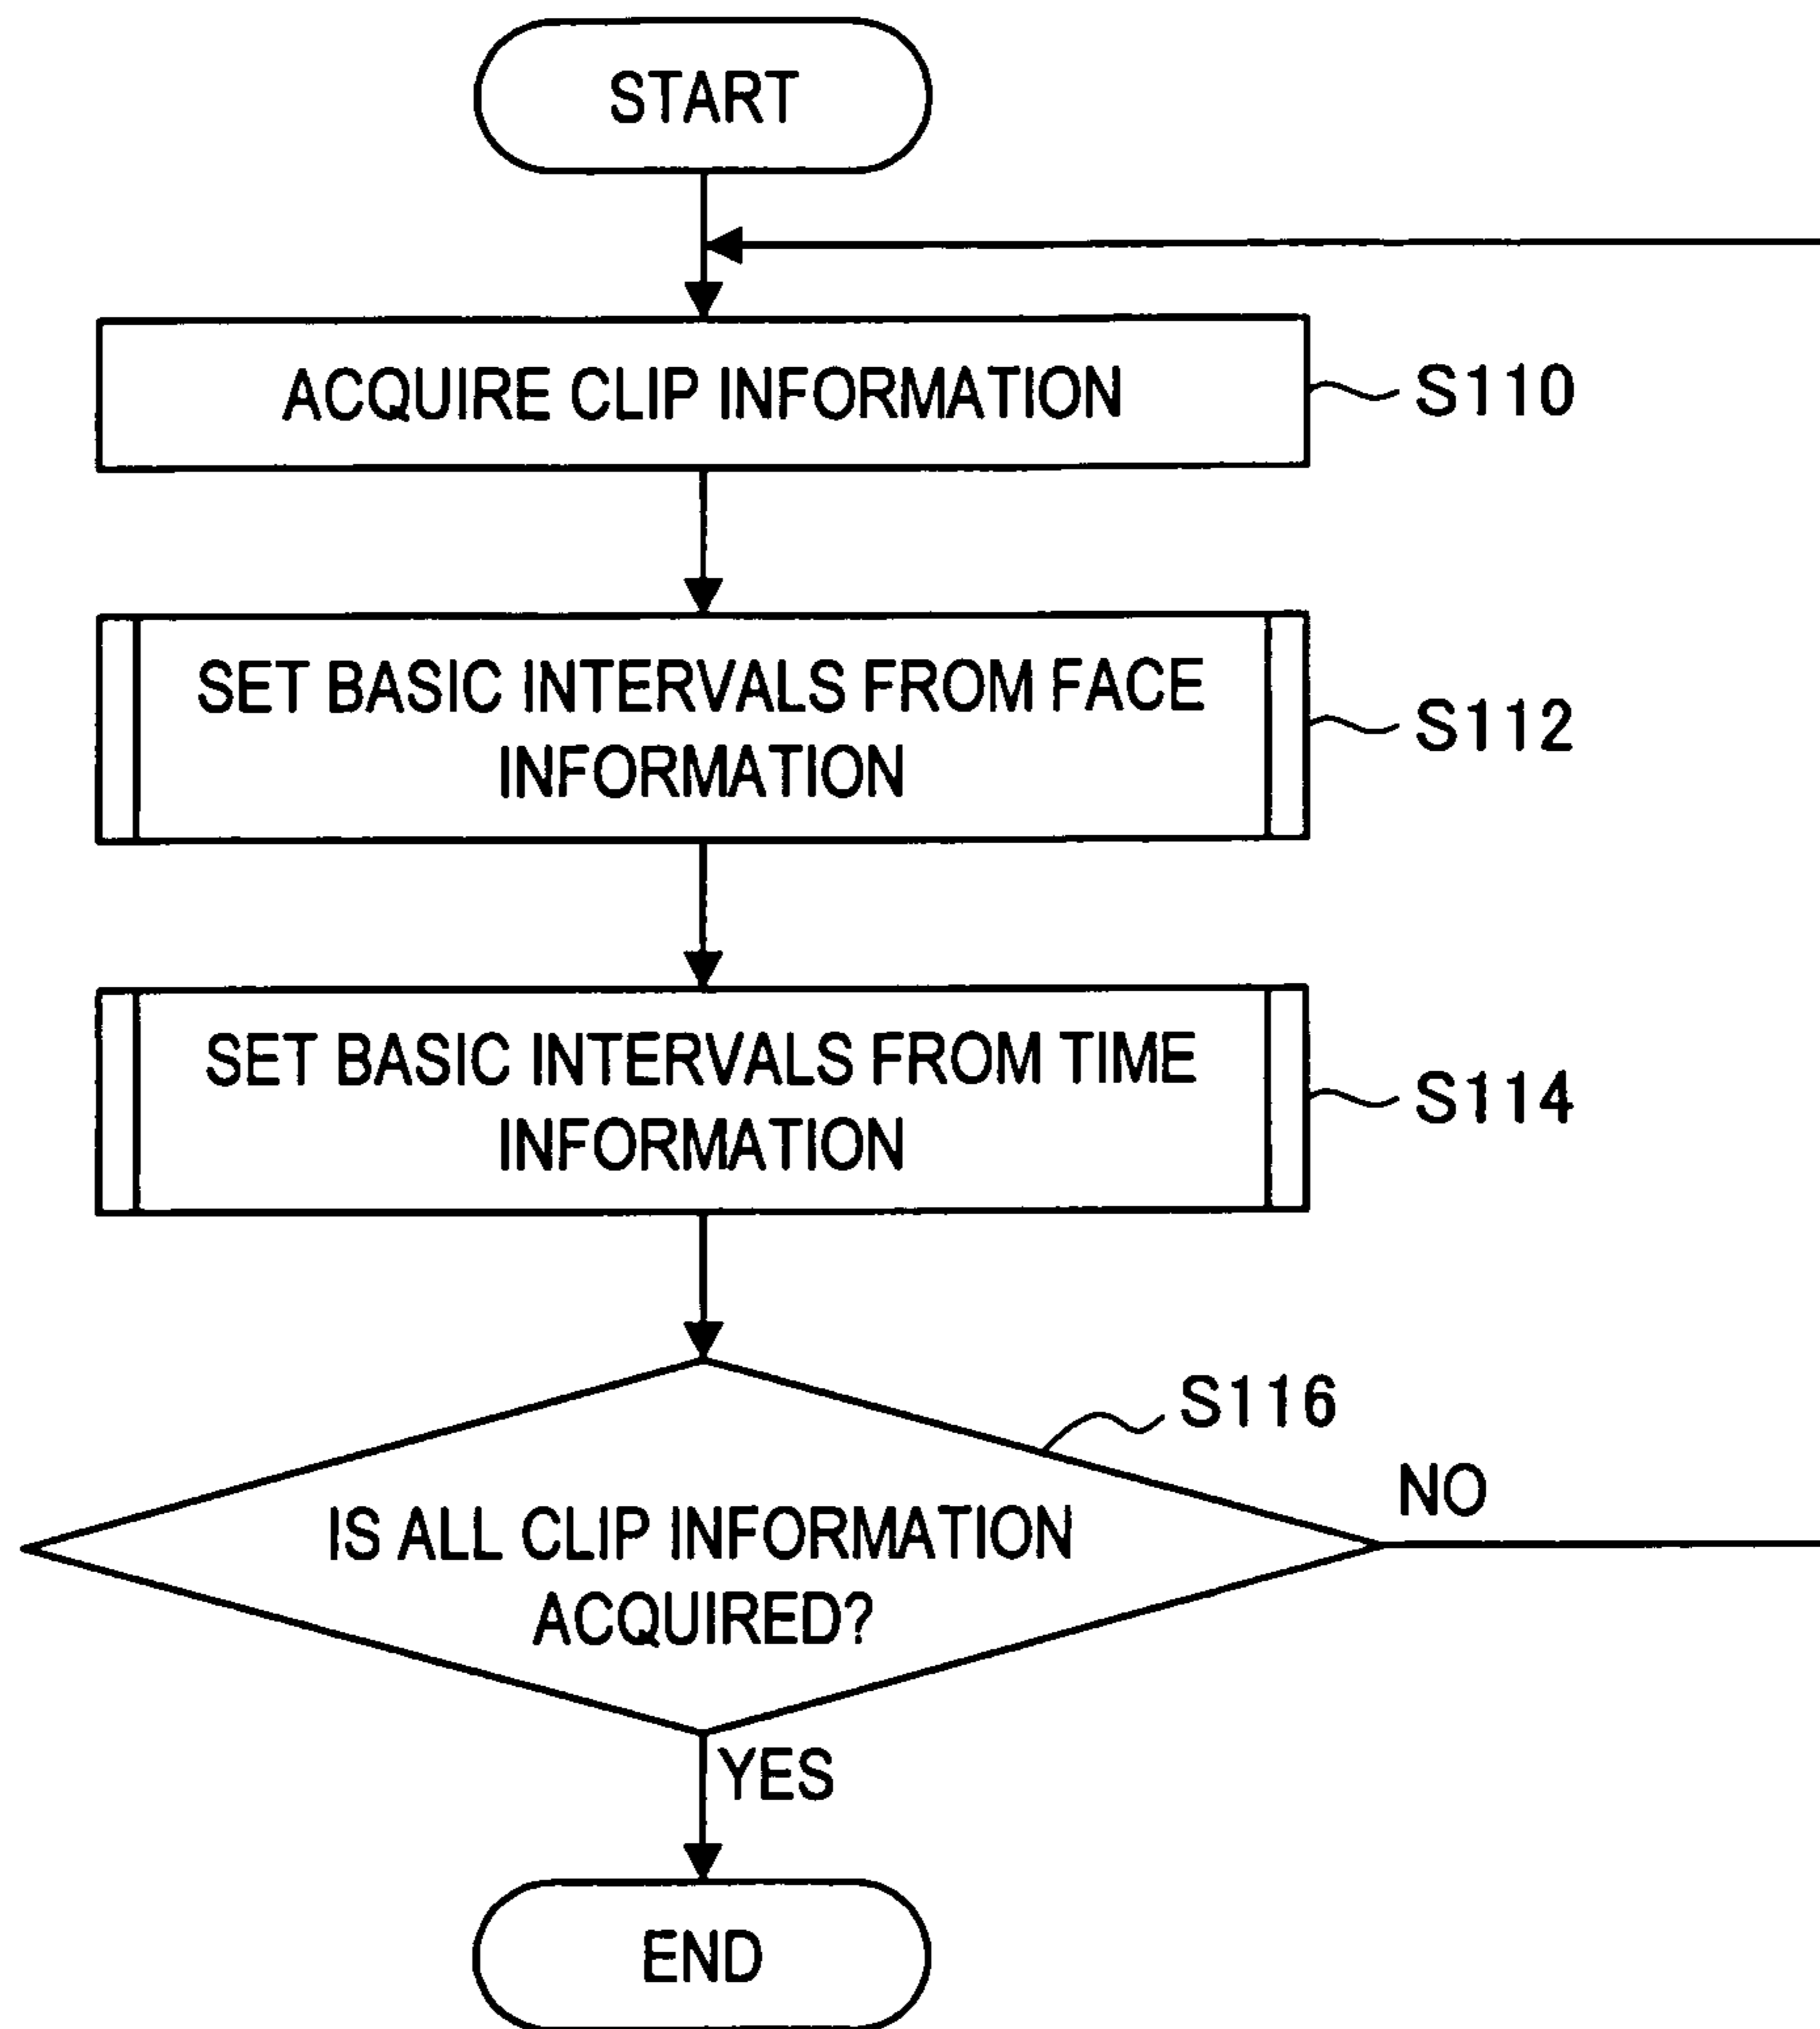 START
ACQUIRE CLIP INFORMATION
S110
SET BASIC INTERVALS FROM FACE
INFORMATION
S112
SET BASIC INTERVALS FROM TIME
INFORMATION
S114
S116
IS ALL CLIP INFORMATION
ACQUIRED?
NO
YES
END